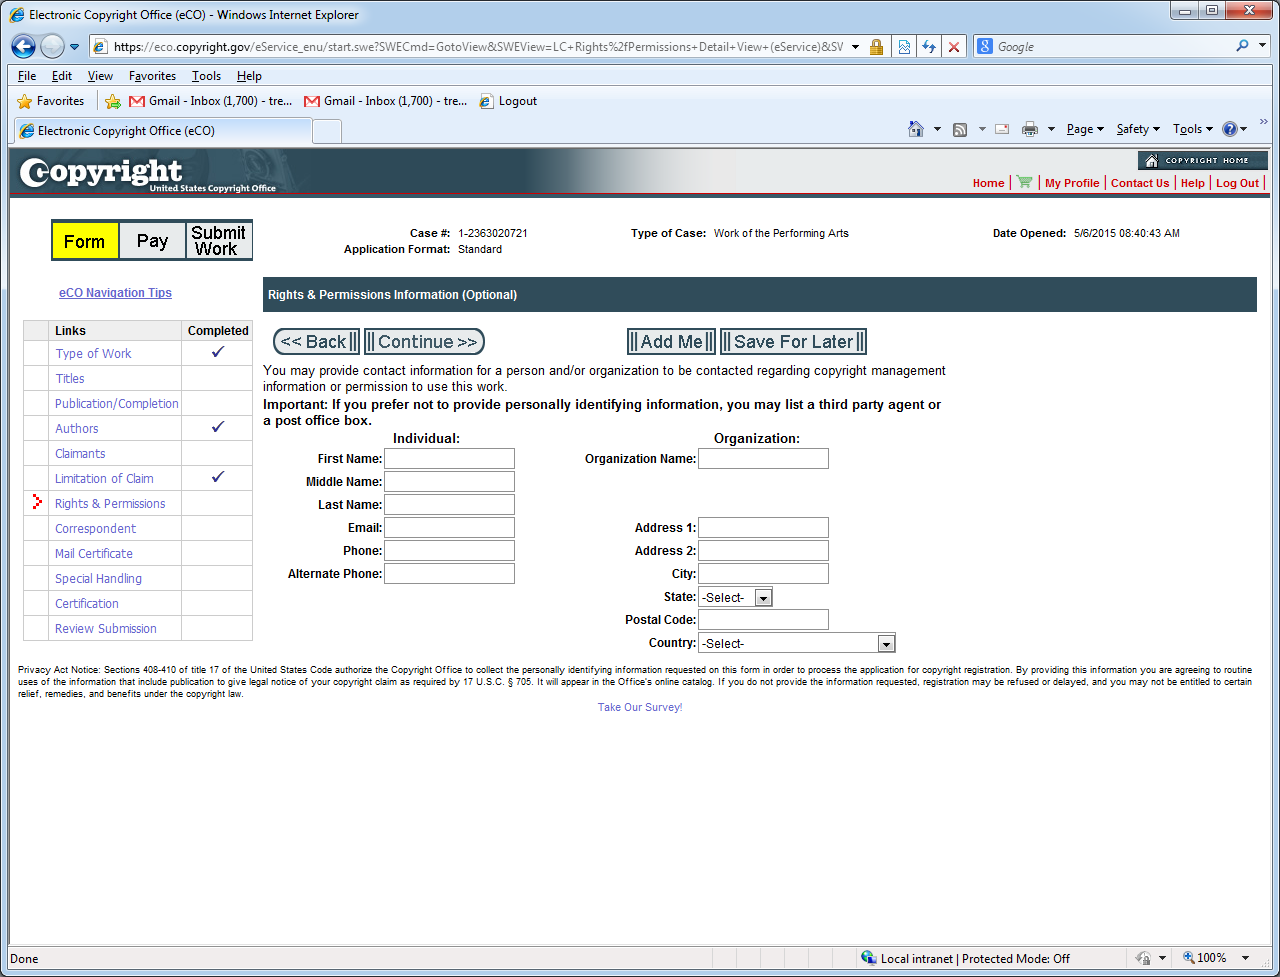 Electronic Copyright Office (eCO) - Windows Internet Explorer
https://eco.copyright.gov/eService_enu/start.swe?SWECmd=GotoView&SWEView=LC+Rights%2fPermissions+Detail+View+(eService)&SV
Google
File Edit View Favorites Tools Help
Favorites Gmail - Inbox (1,700) - tre... Gmail - Inbox (1,700) - tre... Logout
Electronic Copyright Office (eCO)
Page Safety Tools
Copyright
United States Copyright Office
COPYRIGHT HOME
Home My Profile Contact Us Help Log Out
Form Pay Submit Work
Case #: 1-2363020721 Type of Case: Work of the Performing Arts Date Opened: 5/6/2015 08:40:43 AM
Application Format: Standard
eCO Navigation Tips
Links Completed
Type of Work
Titles
Publication/Completion
Authors
Claimants
Limitation of Claim
Rights & Permissions
Correspondent
Mail Certificate
Special Handling
Certification
Review Submission
Rights & Permissions Information (Optional)
<< Back Continue >> Add Me Save For Later
You may provide contact information for a person and/or organization to be contacted regarding copyright management
information or permission to use this work.
Important: If you prefer not to provide personally identifying information, you may list a third party agent or
a post office box.
Individual: Organization:
First Name: Organization Name:
Middle Name:
Last Name:
Email: Address 1:
Phone: Address 2:
Alternate Phone: City:
State: -Select-
Postal Code:
Country: -Select-
Privacy Act Notice: Sections 408-410 of title 17 of the United States Code authorize the Copyright Office to collect the personally identifying information requested on this form in order to process the application for copyright registration. By providing this information you are agreeing to routine
uses of the information that include publication to give legal notice of your copyright claim as required by 17 U.S.C. § 705. It will appear in the Office's online catalog. If you do not provide the information requested, registration may be refused or delayed, and you may not be entitled to certain
relief, remedies, and benefits under the copyright law.
Take Our Survey!
Done Local intranet | Protected Mode: Off 100%